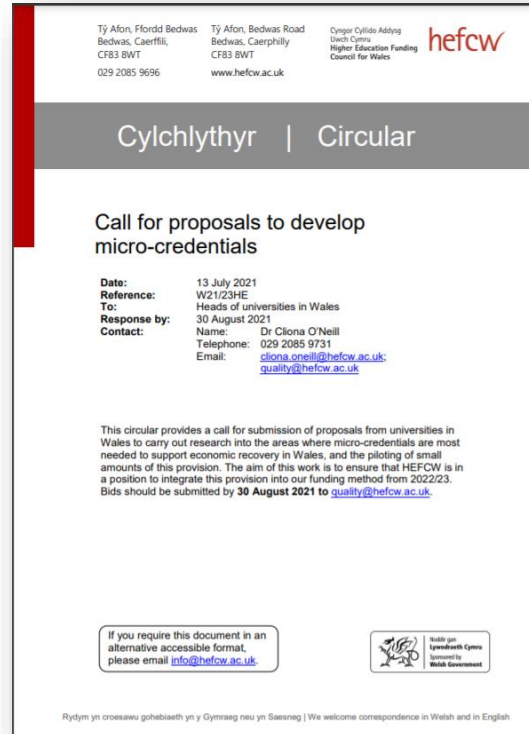 Tŷ Afon, Ffordd Bedwas
Bedwas, Caerffili,
CF83 8WT
029 2085 9696
Tŷ Afon, Bedwas Road
Bedwas, Caerphilly
CF83 8WT
www.hefcw.ac.uk
Cyngor Cyllido Addysg
Uwch Cymru
Higher Education Funding
Council for Wales
hefcw
Cylchlythyr | Circular
Call for proposals to develop
micro-credentials
Date: 13 July 2021
Reference: W21/23HE
To: Heads of universities in Wales
Response by: 30 August 2021
Contact: Name: Dr Cliona O'Neill
Telephone: 029 2085 9731
Email: cliona.oneill@hefcw.ac.uk;
quality@hefcw.ac.uk
This circular provides a call for submission of proposals from universities in
Wales to carry out research into the areas where micro-credentials are most
needed to support economic recovery in Wales, and the piloting of small
amounts of this provision. The aim of this work is to ensure that HEFCW is in
a position to integrate this provision into our funding method from 2022/23.
Bids should be submitted by 30 August 2021 to quality@hefcw.ac.uk.
If you require this document in an
alternative accessible format,
please email info@hefcw.ac.uk.
Noddir gan
Lywodraeth Cymru
Sponsored by
Welsh Government
Rydym yn croesawu gohebiaeth yn y Gymraeg neu yn Saesneg | We welcome correspondence in Welsh and in English